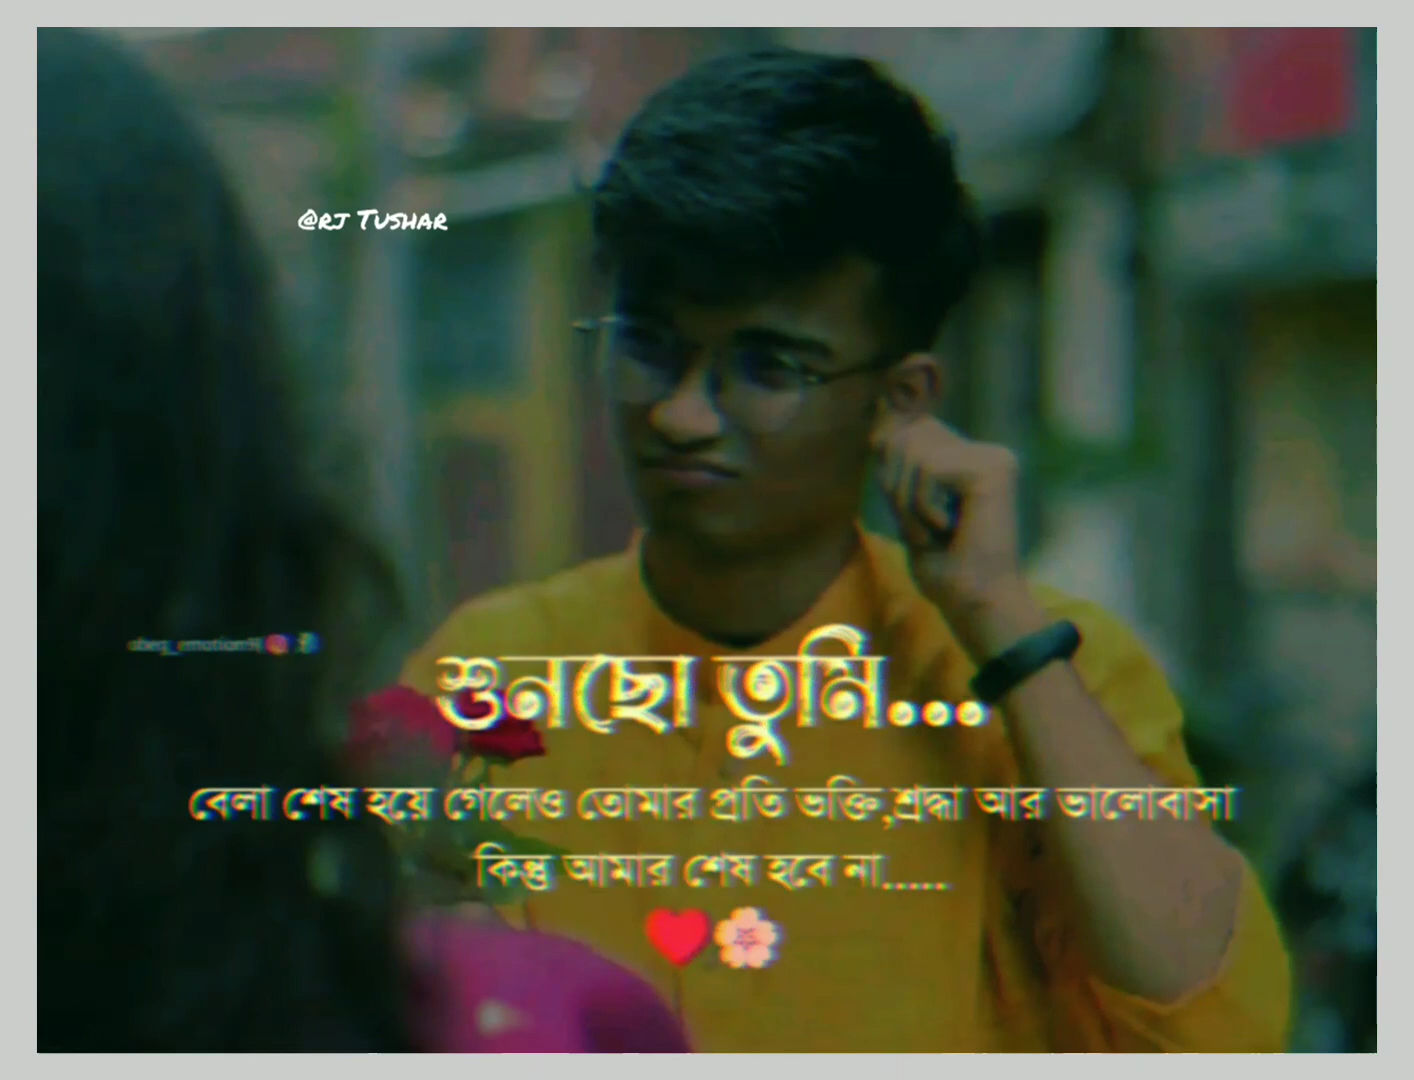 @RJ TUSHAR
শুনছো তুমি...
বেলা শেষ হয়ে গেলেও তোমার প্রতি ভক্তি,শ্রদ্ধা আর ভালোবাসা
কিন্তু আমার শেষ হবে না.....